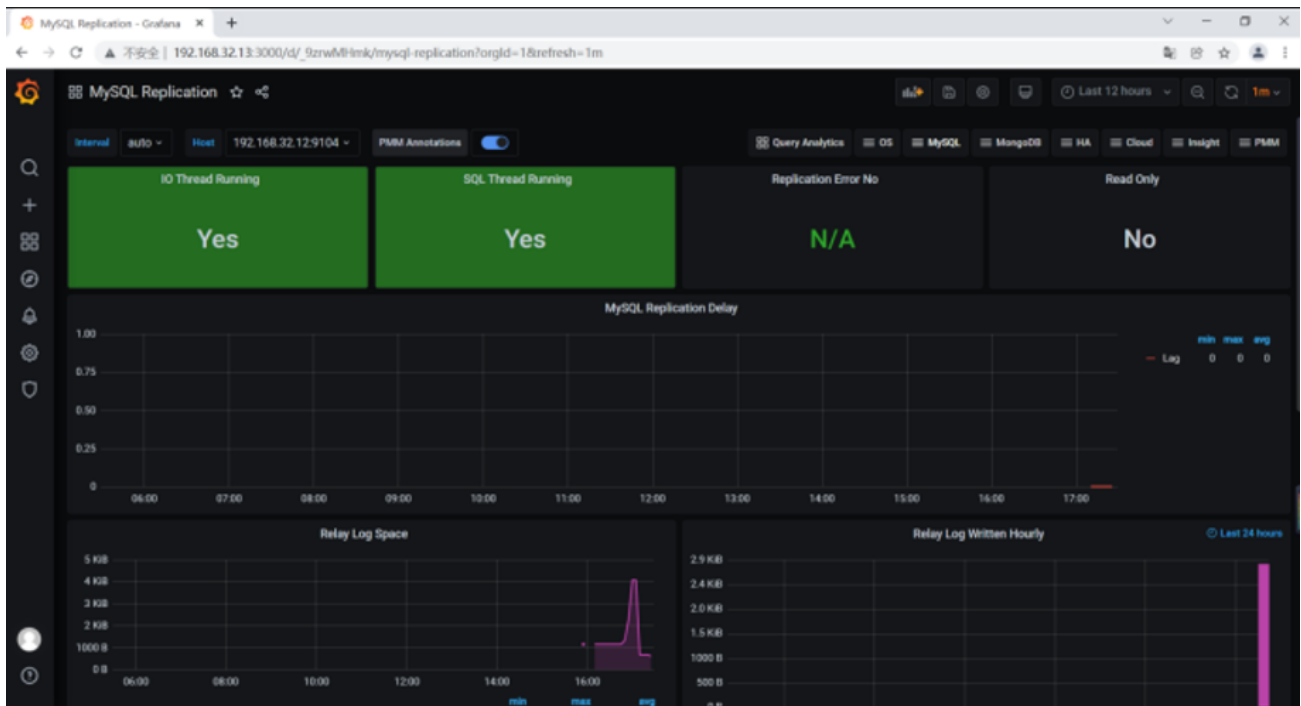 MySQL Replication - Grafana
不安全 | 192.168.32.13:3000/d/_9zrwMHmk/mysql-replication?orgId=1&refresh=1m
MySQL Replication
Last 12 hours
1m
Interval auto Host 192.168.32.12:9104 PMM Annotations
Query Analytics OS MySQL MongoDB HA Cloud Insight PMM
IO Thread Running
Yes
SQL Thread Running
Yes
Replication Error No
N/A
Read Only
No
MySQL Replication Delay
1.00
0.75
0.50
0.25
0
06:00 07:00 08:00 09:00 10:00 11:00 12:00 13:00 14:00 15:00 16:00 17:00
min max avg
Lag 0 0 0
Relay Log Space
5 KiB
4 KiB
3 KiB
2 KiB
1000 B
0 B
06:00 08:00 10:00 12:00 14:00 16:00
min max avg
Relay Log Written Hourly
Last 24 hours
2.9 KiB
2.4 KiB
2.0 KiB
1.5 KiB
1000 B
500 B